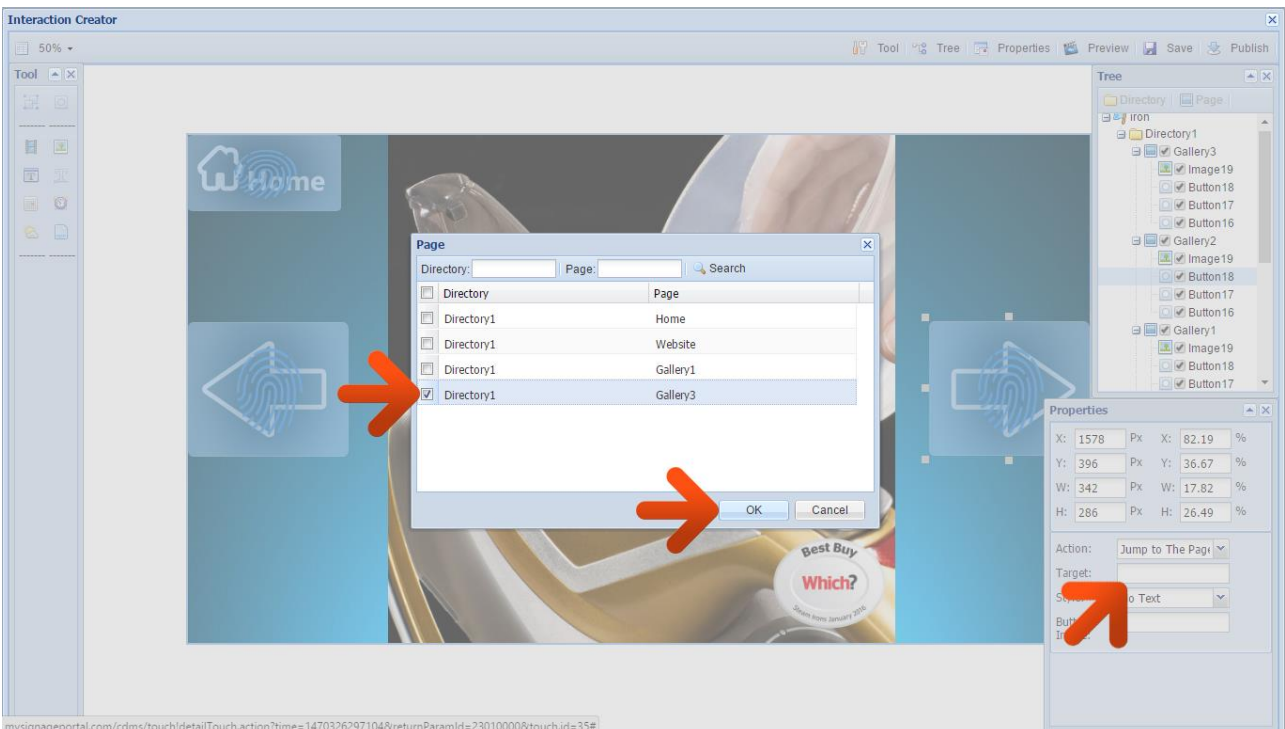 Interaction Creator
50% Tool Tree Properties Preview Save Publish
Tool
Tree
Directory Page
iron
Directory1
Gallery3
Image19
Button18
Button17
Button16
Gallery2
Image19
Button18
Button17
Button16
Gallery1
Image19
Button18
Button17
Home
Page
Directory: Page: Search
Directory Page
Directory1 Home
Directory1 Website
Directory1 Gallery1
Directory1 Gallery3
OK Cancel
Best Buy
Which?
Steam Irons January 2016
Properties
X: 1578 Px X: 82.19 %
Y: 396 Px Y: 36.67 %
W: 342 Px W: 17.82 %
H: 286 Px H: 26.49 %
Action: Jump to The Page
Target:
o Text
mysignageportal.com/cdms/touch!detailTouch.action?time=1470326297104&returnParamId=23010000&touch.id=35#